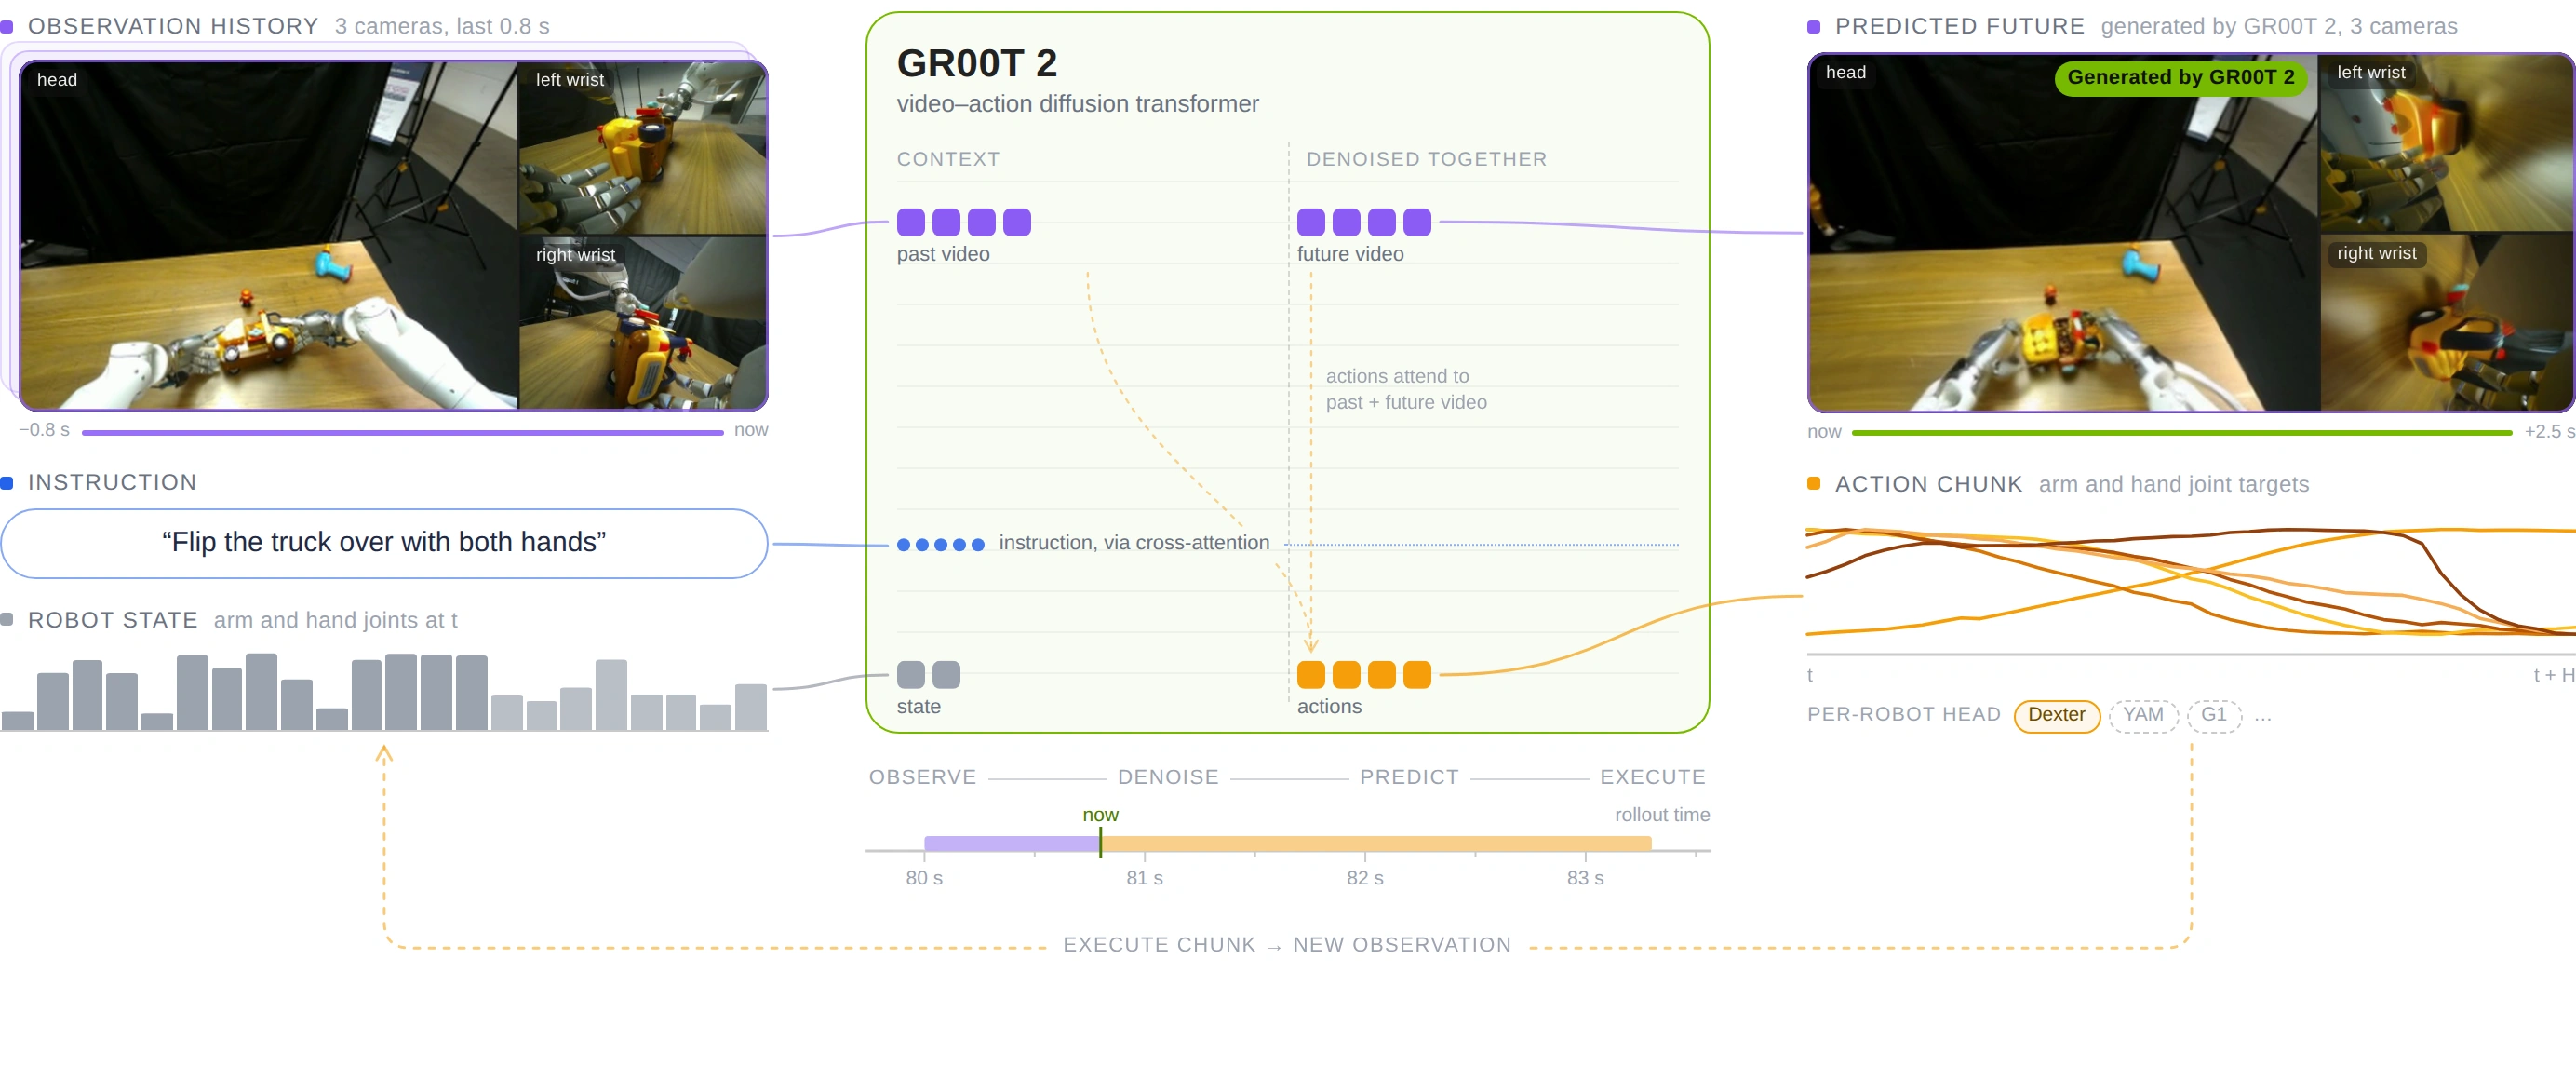 OBSERVATION HISTORY 3 cameras, last 0.8 s
head
left wrist
right wrist
−0.8 s
now
INSTRUCTION
“Flip the truck over with both hands”
ROBOT STATE arm and hand joints at t
GR00T 2
video–action diffusion transformer
CONTEXT
DENOISED TOGETHER
past video
future video
actions attend to
past + future video
instruction, via cross-attention
state
actions
OBSERVE
DENOISE
PREDICT
EXECUTE
now
rollout time
80 s
81 s
82 s
83 s
PREDICTED FUTURE generated by GR00T 2, 3 cameras
head
Generated by GR00T 2
left wrist
right wrist
now
+2.5 s
ACTION CHUNK arm and hand joint targets
t
t + H
PER-ROBOT HEAD Dexter YAM G1 ...
EXECUTE CHUNK → NEW OBSERVATION